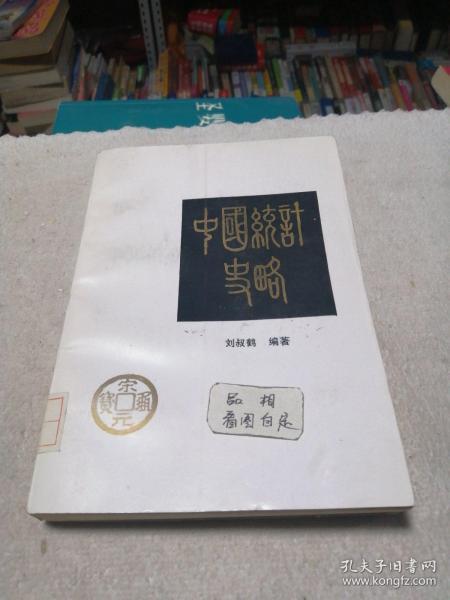 中國統計
史略
刘叔鹤 编著
宋元通寳
品相
看图自定
孔夫子旧书网
www.kongfz.com